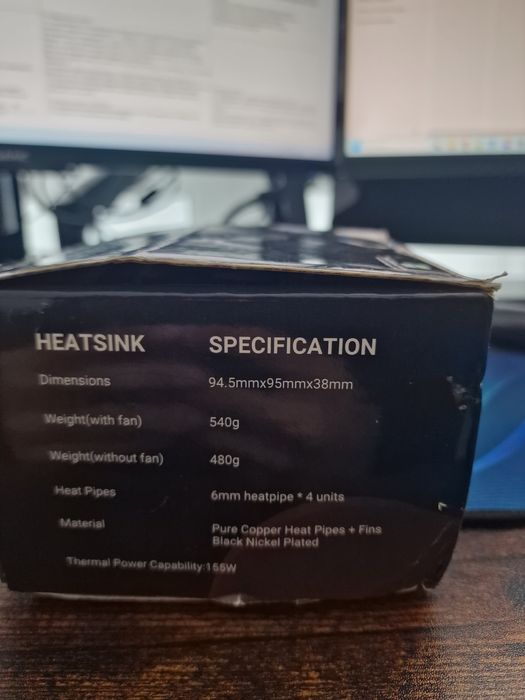 HEATSINK SPECIFICATION
Dimensions 94.5mmx95mmx38mm
Weight(with fan) 540g
Weight(without fan) 480g
Heat Pipes 6mm heatpipe * 4 units
Material Pure Copper Heat Pipes + Fins
Black Nickel Plated
Thermal Power Capability:155W